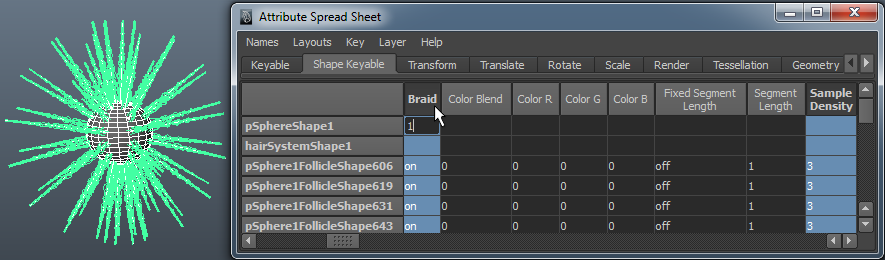 Attribute Spread Sheet
Names Layouts Key Layer Help
Keyable Shape Keyable Transform Translate Rotate Scale Render Tessellation Geometry
Braid Color Blend Color R Color G Color B Fixed Segment Length Segment Length Sample Density
pSphereShape1 1
hairSystemShape1
pSphere1FollicleShape606 on 0 0 0 0 off 1 3
pSphere1FollicleShape619 on 0 0 0 0 off 1 3
pSphere1FollicleShape631 on 0 0 0 0 off 1 3
pSphere1FollicleShape643 on 0 0 0 0 off 1 3